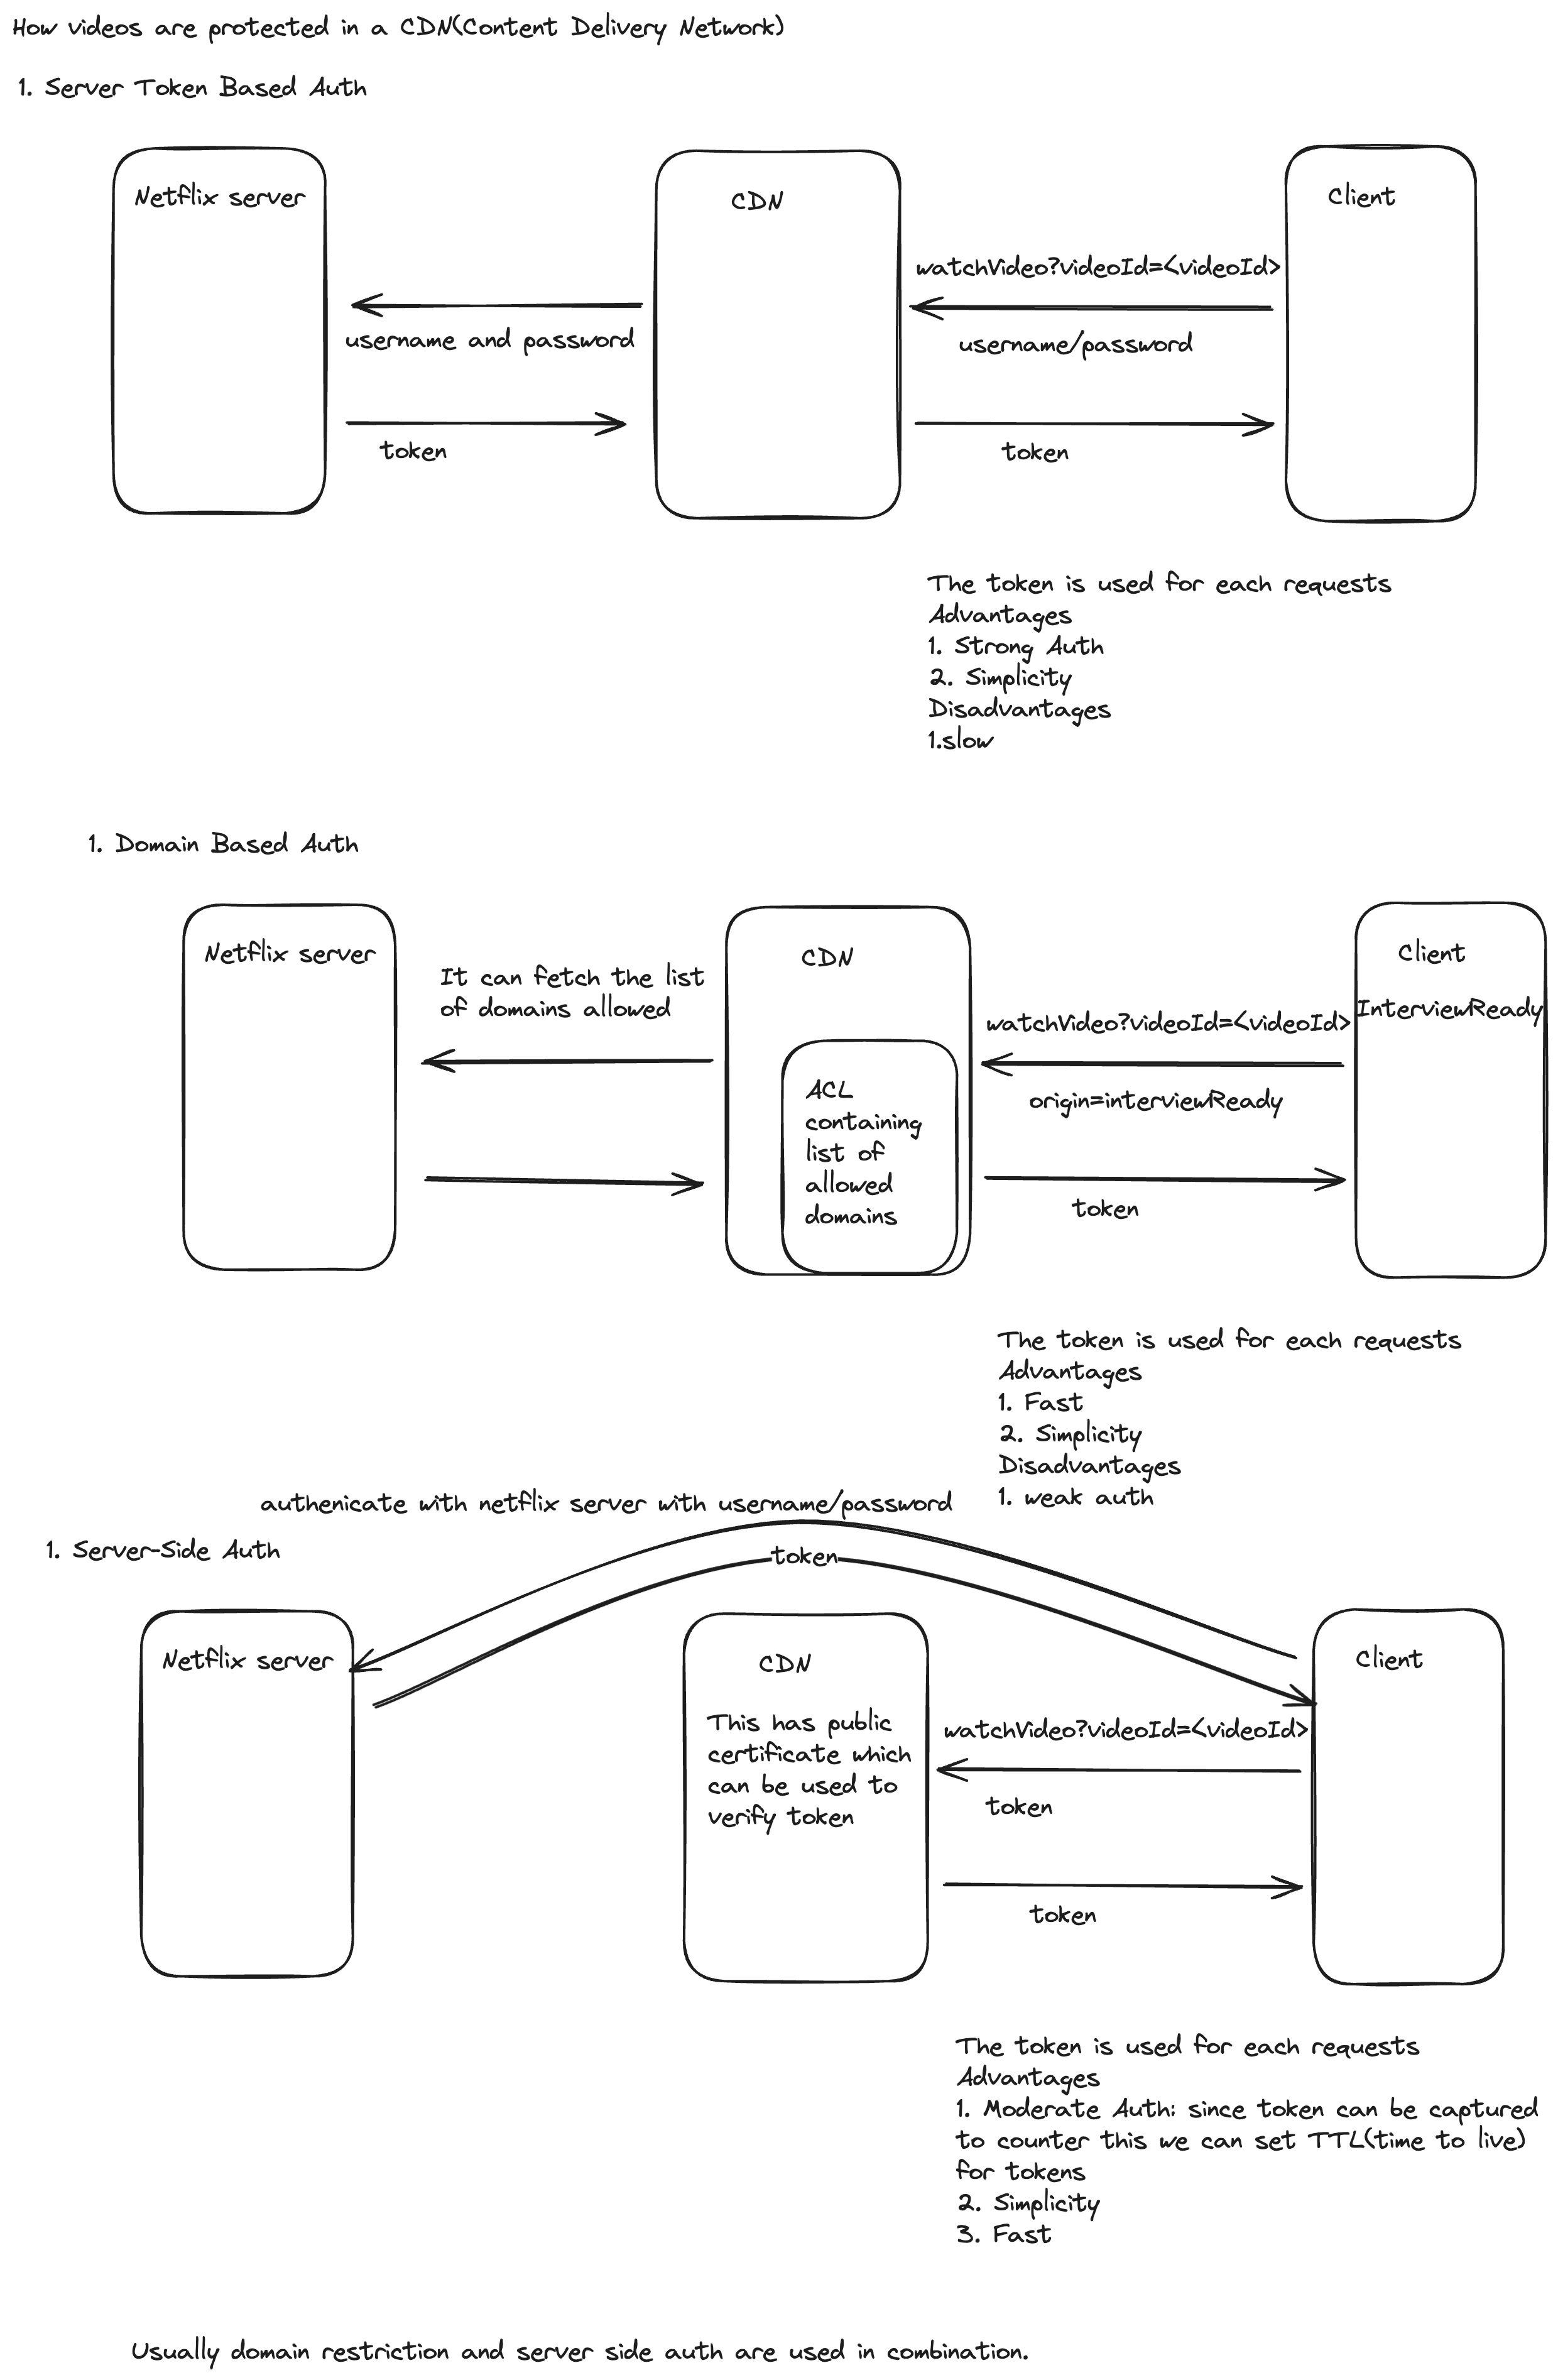 How videos are protected in a CDN(Content Delivery Network)
1. Server Token Based Auth
Netflix server
CDN
Client
watchVideo?videoId=<videoId>
username and password
username/password
token
token
The token is used for each requests
Advantages
1. Strong Auth
2. Simplicity
Disadvantages
1.slow
1. Domain Based Auth
Netflix server
CDN
Client
InterviewReady
It can fetch the list
of domains allowed
watchVideo?videoId=<videoId>
origin=interviewReady
ACL
containing
list of
allowed
domains
token
The token is used for each requests
Advantages
1. Fast
2. Simplicity
Disadvantages
1. weak auth
authenicate with netflix server with username/password
1. Server-Side Auth
token
Netflix server
CDN
Client
This has public
certificate which
can be used to
verify token
watchVideo?videoId=<videoId>
token
token
The token is used for each requests
Advantages
1. Moderate Auth: since token can be captured
to counter this we can set TTL(time to live)
for tokens
2. Simplicity
3. Fast
Usually domain restriction and server side auth are used in combination.